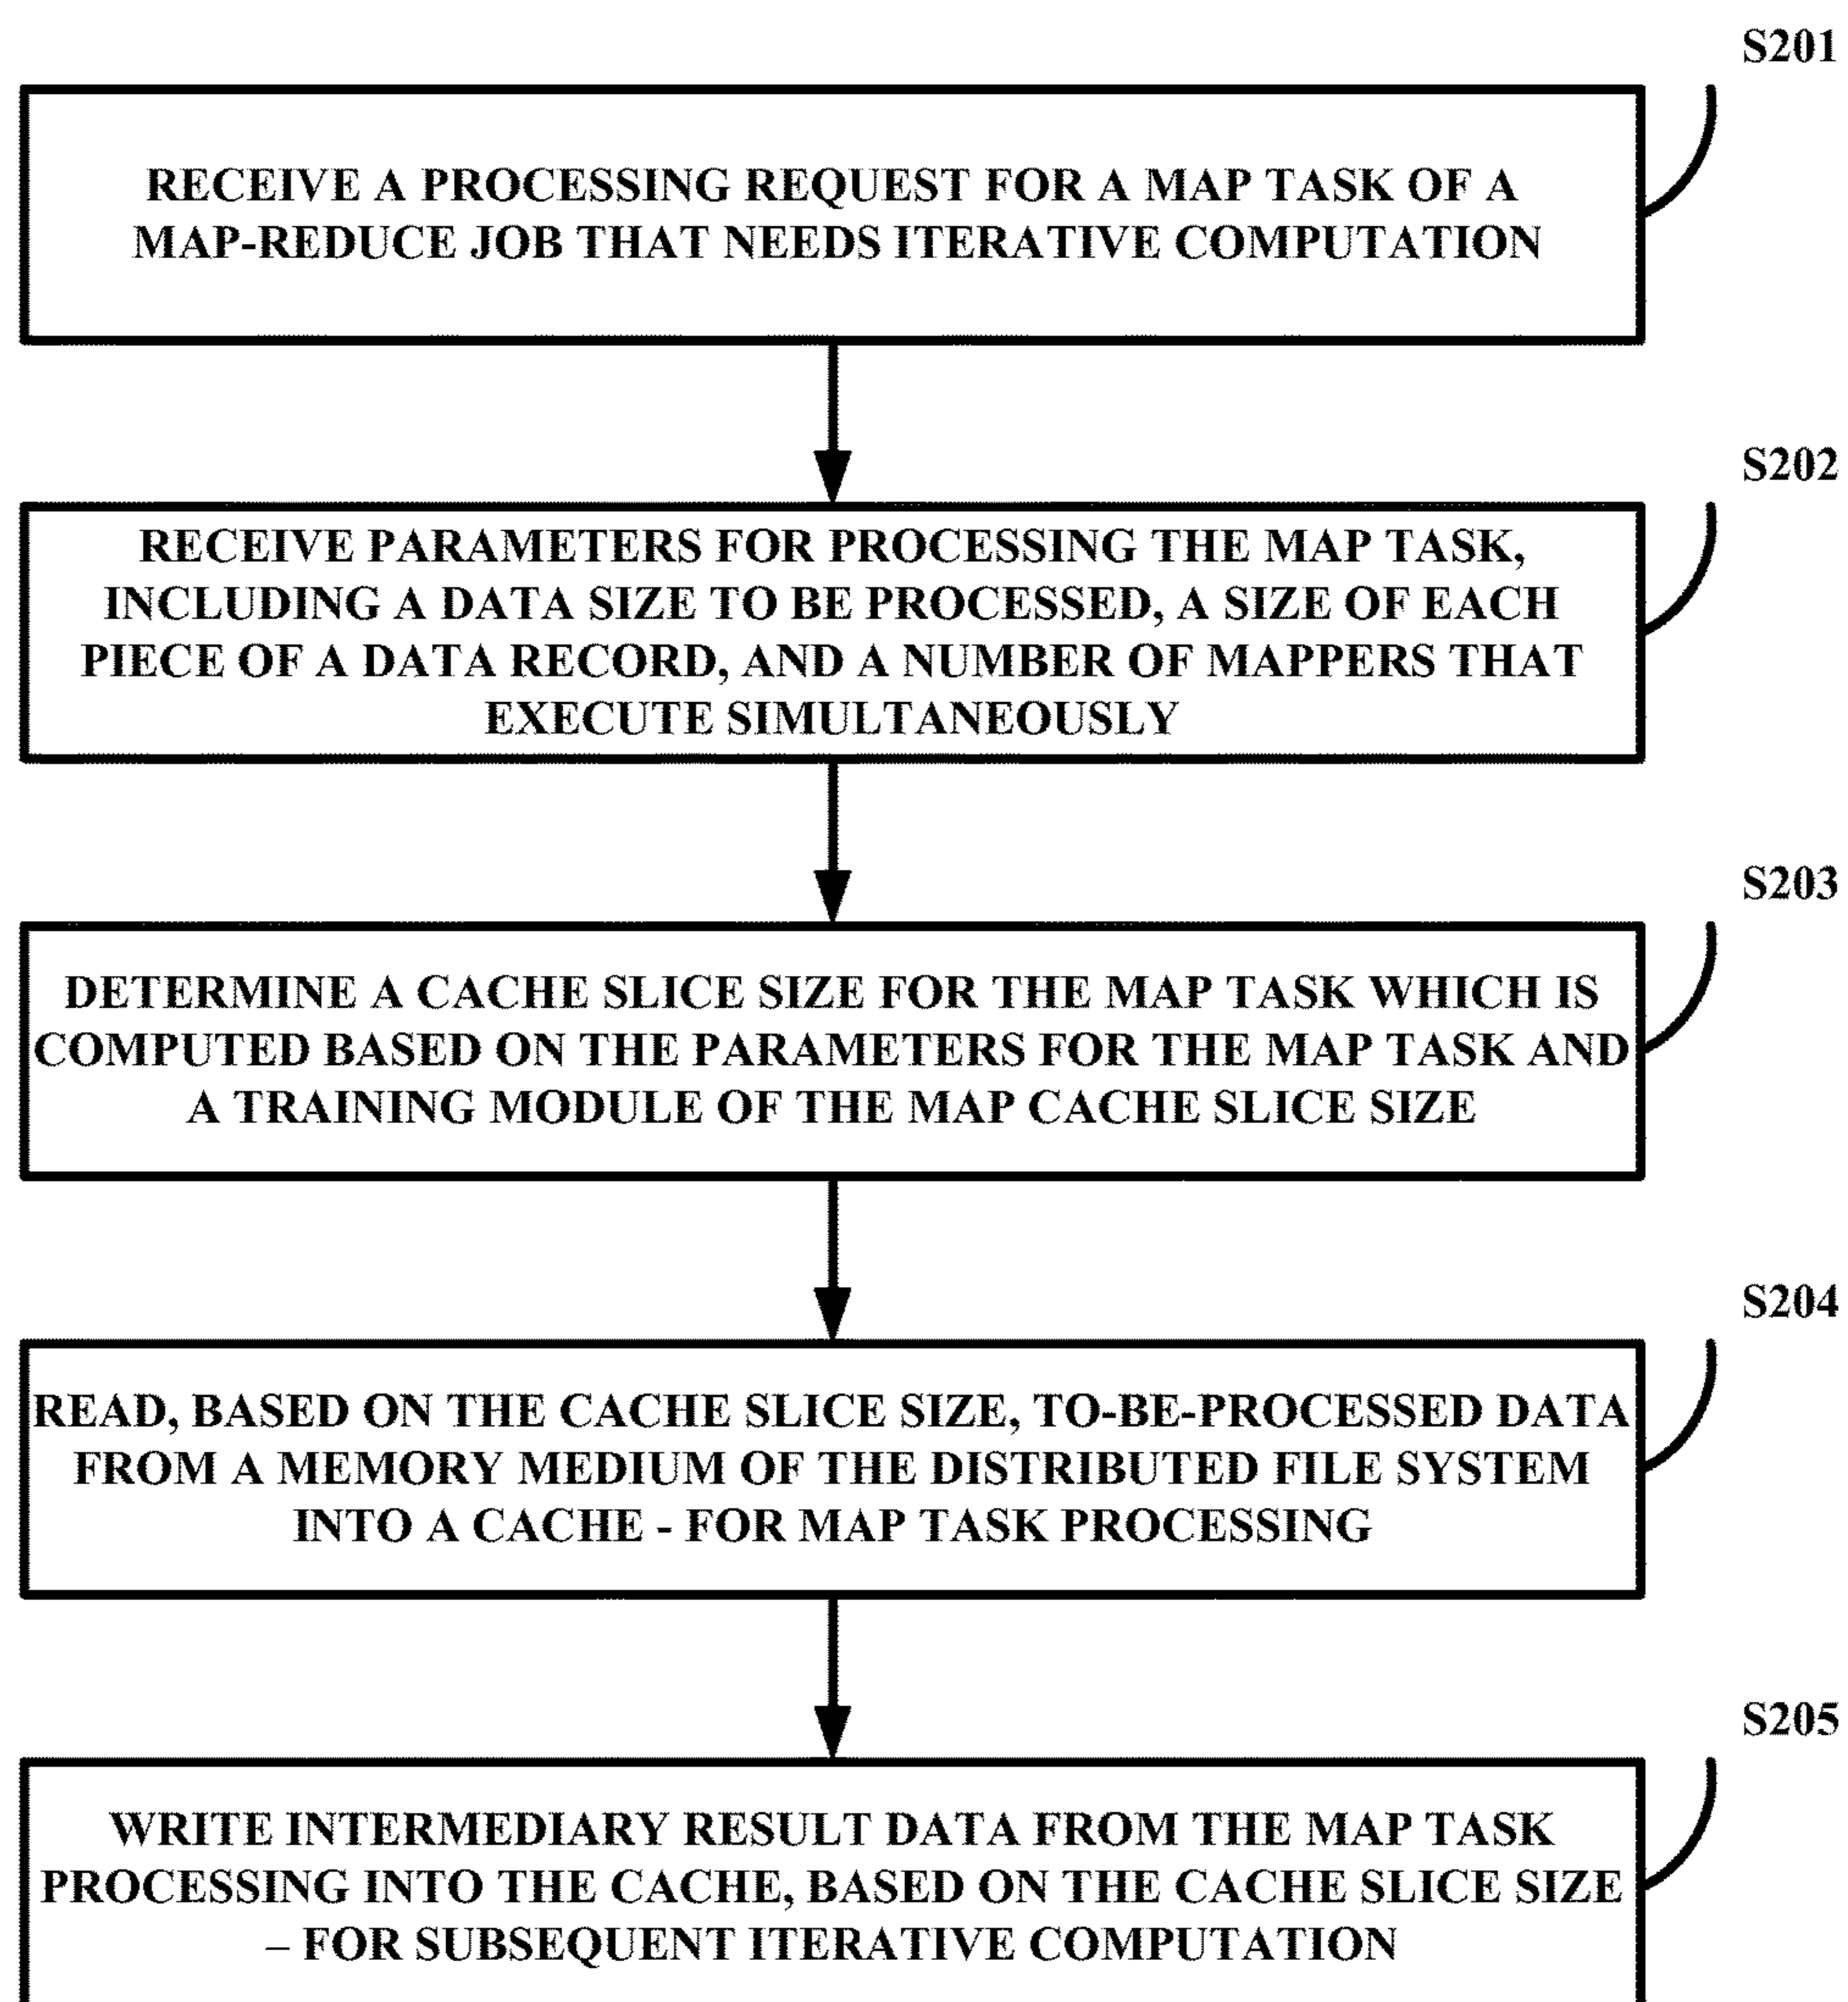 S201
RECEIVE A PROCESSING REQUEST FOR A MAP TASK OF A
MAP-REDUCE JOB THAT NEEDS ITERATIVE COMPUTATION
S202
RECEIVE PARAMETERS FOR PROCESSING THE MAP TASK,
INCLUDING A DATA SIZE TO BE PROCESSED, A SIZE OF EACH
PIECE OF A DATA RECORD, AND A NUMBER OF MAPPERS THAT
EXECUTE SIMULTANEOUSLY
S203
DETERMINE A CACHE SLICE SIZE FOR THE MAP TASK WHICH IS
COMPUTED BASED ON THE PARAMETERS FOR THE MAP TASK AND
A TRAINING MODULE OF THE MAP CACHE SLICE SIZE
S204
READ, BASED ON THE CACHE SLICE SIZE, TO-BE-PROCESSED DATA
FROM A MEMORY MEDIUM OF THE DISTRIBUTED FILE SYSTEM
INTO A CACHE - FOR MAP TASK PROCESSING
S205
WRITE INTERMEDIARY RESULT DATA FROM THE MAP TASK
PROCESSING INTO THE CACHE, BASED ON THE CACHE SLICE SIZE
– FOR SUBSEQUENT ITERATIVE COMPUTATION